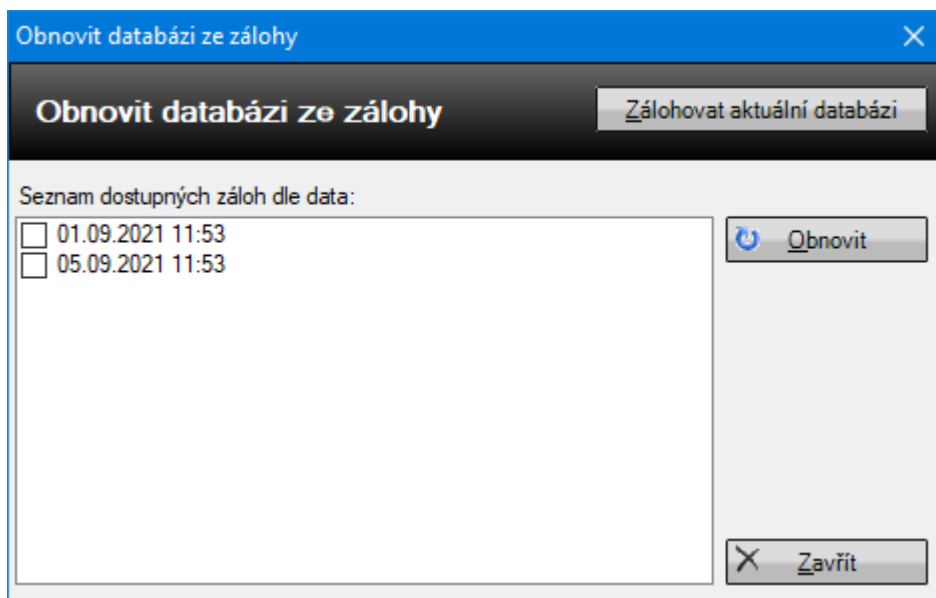 Obnovit databázi ze zálohy
Obnovit databázi ze zálohy
Zálohovat aktuální databázi
Seznam dostupných záloh dle data:
01.09.2021 11:53
05.09.2021 11:53
Obnovit
Zavřít